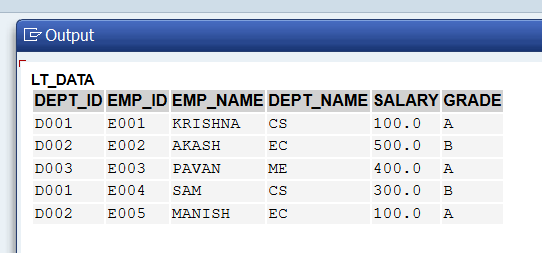 Output
LT_DATA
DEPT_ID EMP_ID EMP_NAME DEPT_NAME SALARY GRADE
D001 E001 KRISHNA CS 100.0 A
D002 E002 AKASH EC 500.0 B
D003 E003 PAVAN ME 400.0 A
D001 E004 SAM CS 300.0 B
D002 E005 MANISH EC 100.0 A